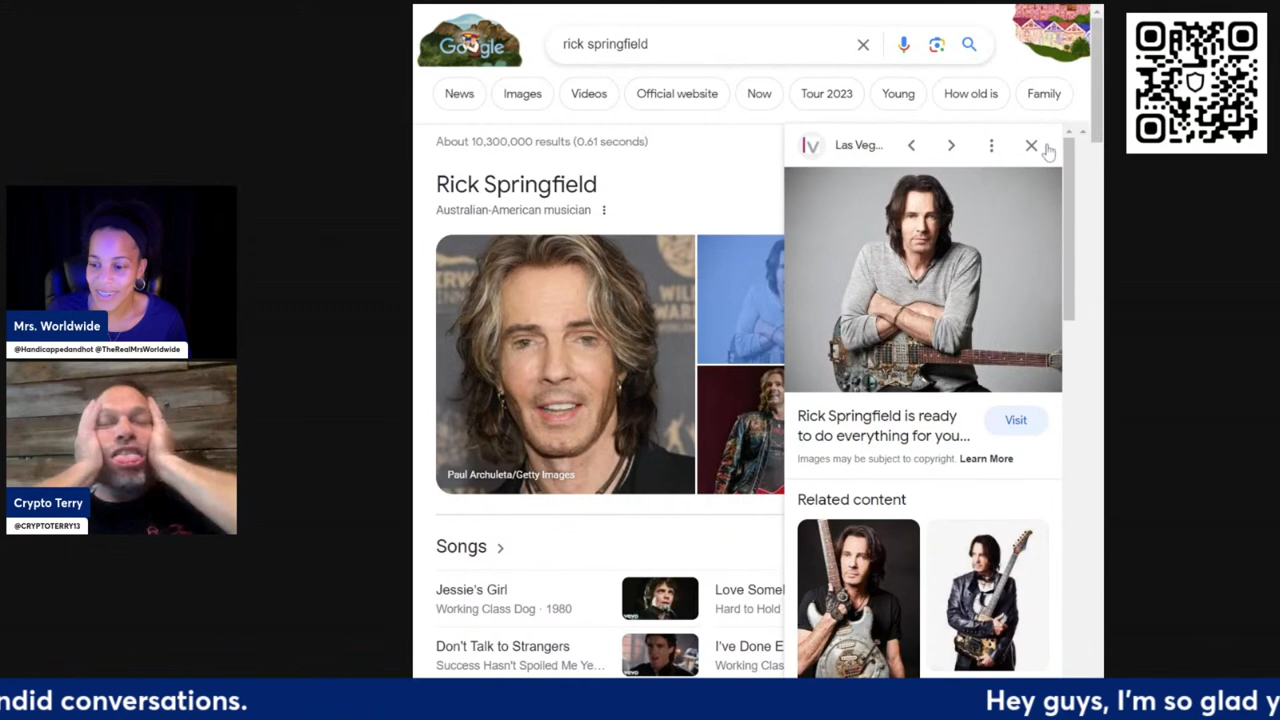 Google
rick springfield
News
Images
Videos
Official website
Now
Tour 2023
Young
How old is
Family
About 10,300,000 results (0.61 seconds)
Rick Springfield
Australian-American musician
Paul Archuleta/Getty Images
Songs
Jessie's Girl
Working Class Dog · 1980
Don't Talk to Strangers
Success Hasn't Spoiled Me Ye...
Love Somel
Hard to Hold
I've Done E
Working Clas
Las Veg...
Rick Springfield is ready
to do everything for you...
Visit
Images may be subject to copyright. Learn More
Related content
Mrs. Worldwide
@Handicappedandhot @TheRealMrsWorldwide
Crypto Terry
@CRYPTOTERRY13
ndid conversations.
Hey guys, I'm so glad y